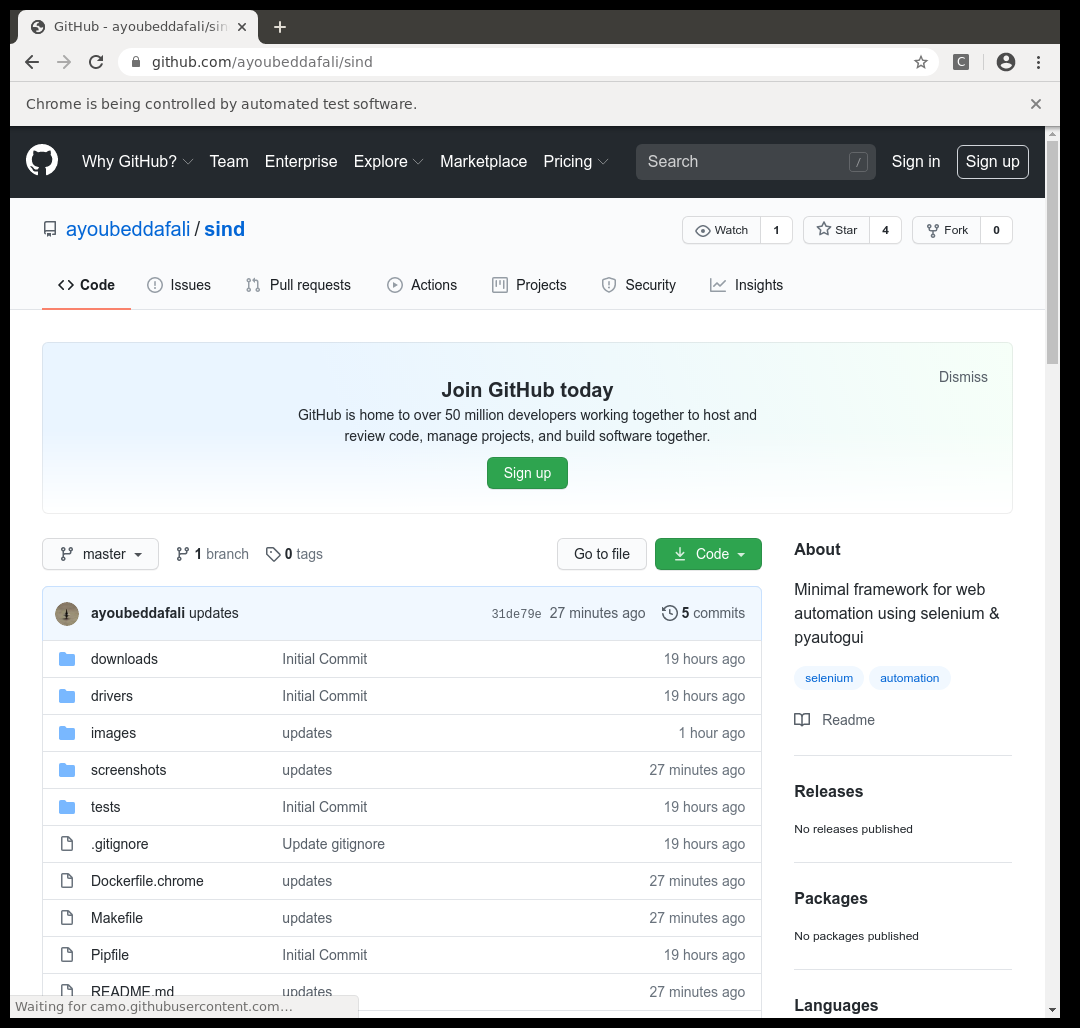 GitHub - ayoubeddafali/sin
github.com/ayoubeddafali/sind
C
Chrome is being controlled by automated test software.
Why GitHub? Team Enterprise Explore Marketplace Pricing Search / Sign in Sign up
ayoubeddafali / sind
Watch 1 Star 4 Fork 0
Code Issues Pull requests Actions Projects Security Insights
Dismiss
Join GitHub today
GitHub is home to over 50 million developers working together to host and
review code, manage projects, and build software together.
Sign up
master 1 branch 0 tags Go to file Code
ayoubeddafali updates 31de79e 27 minutes ago 5 commits
downloads Initial Commit 19 hours ago
drivers Initial Commit 19 hours ago
images updates 1 hour ago
screenshots updates 27 minutes ago
tests Initial Commit 19 hours ago
.gitignore Update gitignore 19 hours ago
Dockerfile.chrome updates 27 minutes ago
Makefile updates 27 minutes ago
Pipfile Initial Commit 19 hours ago
README.md updates 27 minutes ago
About
Minimal framework for web
automation using selenium &
pyautogui
selenium automation
Readme
Releases
No releases published
Packages
No packages published
Languages
Waiting for camo.githubusercontent.com...